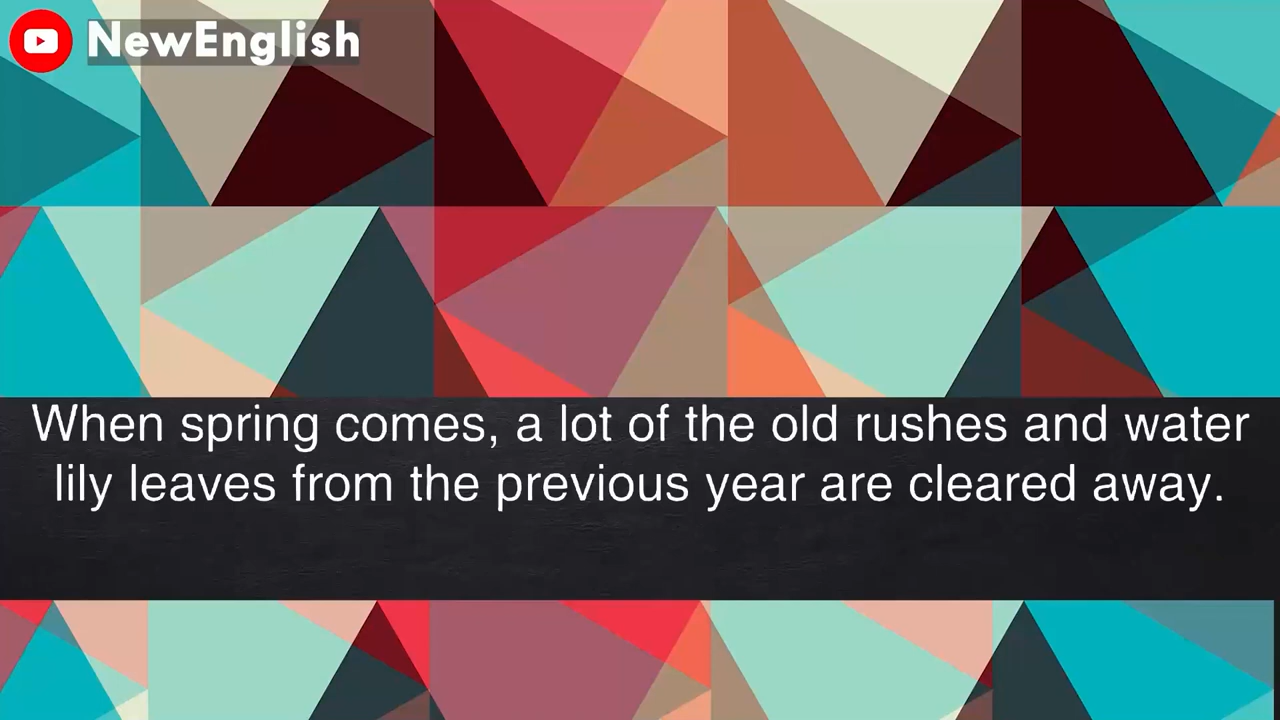 NewEnglish
When spring comes, a lot of the old rushes and water
lily leaves from the previous year are cleared away.